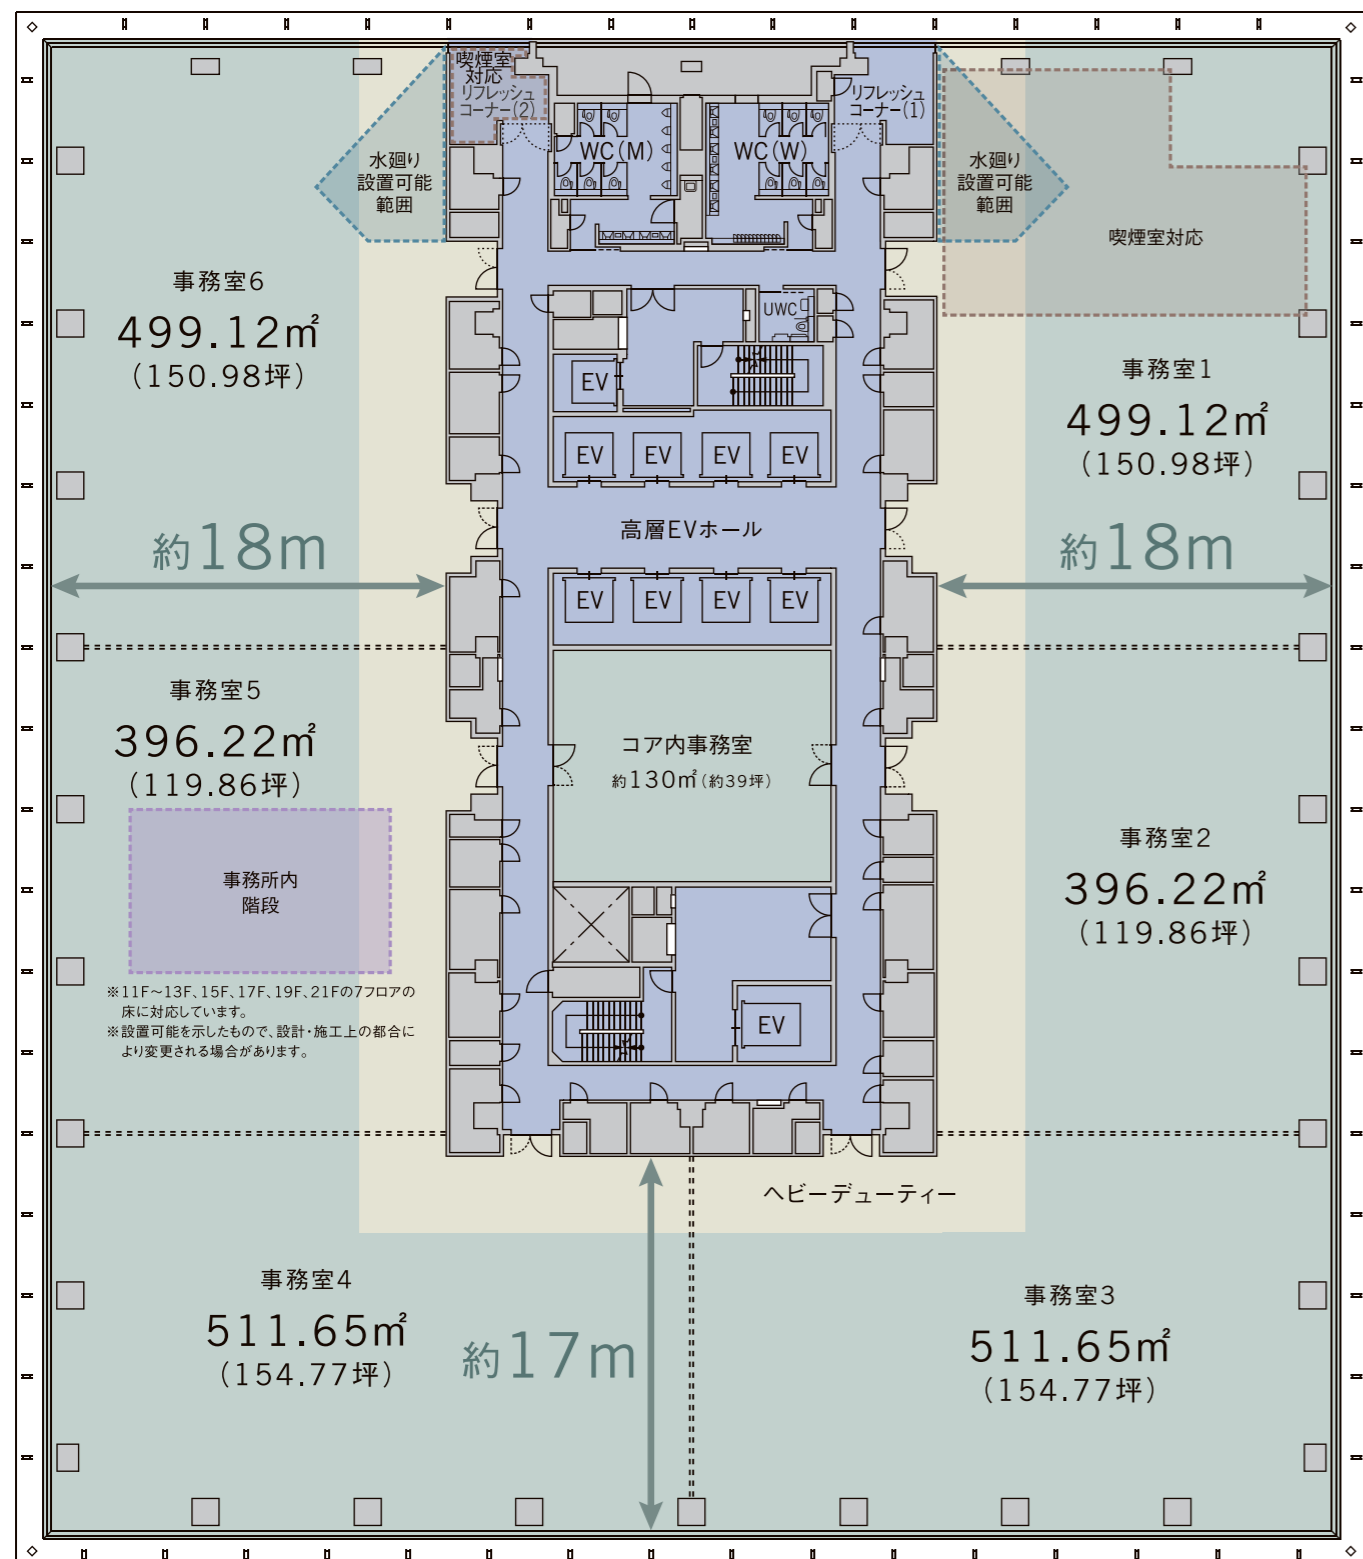 喫煙室
対応
リフレッシュ
コーナー(2)
リフレッシュ
コーナー(1)
WC(M)
WC(W)
水廻り
設置可能
範囲
水廻り
設置可能
範囲
喫煙室対応
事務室6
499.12㎡
(150.98坪)
UWC
事務室1
499.12㎡
(150.98坪)
EV
EV
EV
EV
EV
高層EVホール
約18m
約18m
EV
EV
EV
EV
事務室5
396.22㎡
(119.86坪)
コア内事務室
約130㎡(約39坪)
事務室2
396.22㎡
(119.86坪)
事務所内
階段
※11F~13F、15F、17F、19F、21Fの7フロアの
床に対応しています。
※設置可能を示したもので、設計・施工上の都合に
より変更される場合があります。
EV
ヘビーデューティー
事務室4
511.65㎡
(154.77坪)
約17m
事務室3
511.65㎡
(154.77坪)